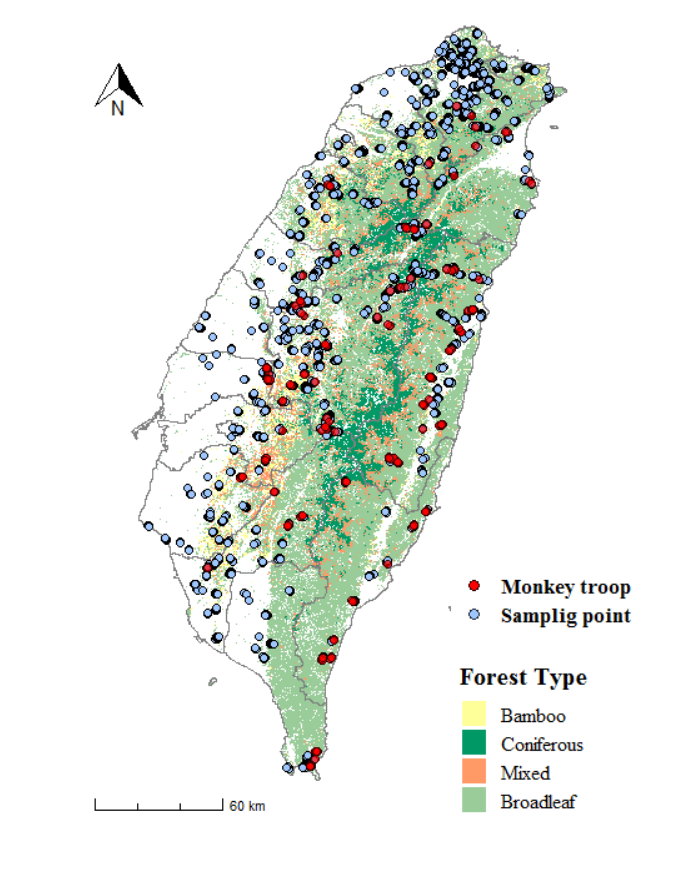 N
Monkey troop
Samplig point
Forest Type
Bamboo
Coniferous
Mixed
Broadleaf
60 km